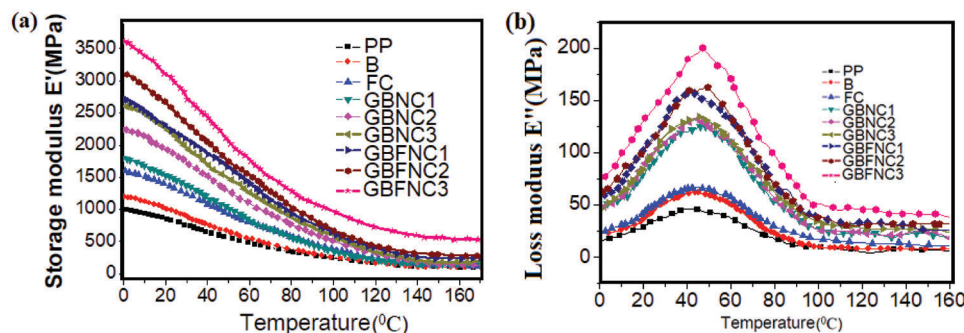 (a)
Storage modulus E'(MPa)
3500
3000
2500
2000
1500
1000
500
0
0 20 40 60 80 100 120 140 160
Temperature(⁰C)
PP
B
FC
GBNC1
GBNC2
GBNC3
GBFNC1
GBFNC2
GBFNC3
(b)
Loss modulus E"(MPa)
200
150
100
50
0
0 20 40 60 80 100 120 140 160
Temperature(⁰C)
PP
B
FC
GBNC1
GBNC2
GBNC3
GBFNC1
GBFNC2
GBFNC3